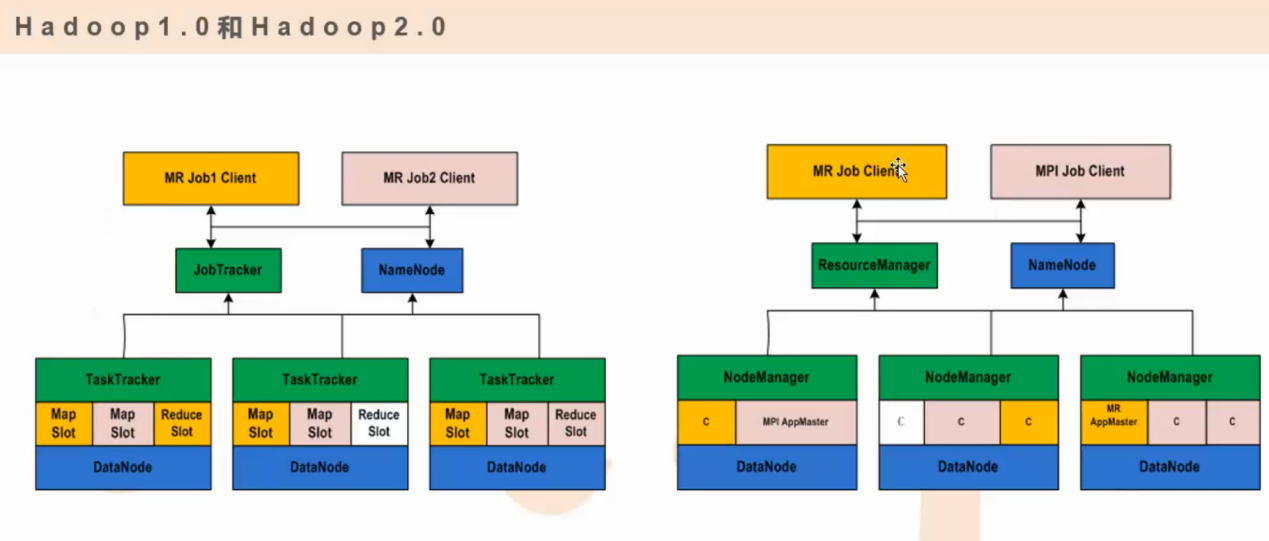 Hadoop1.0和Hadoop2.0
MR Job1 Client
MR Job2 Client
JobTracker
NameNode
TaskTracker
TaskTracker
TaskTracker
Map
Slot
Map
Slot
Reduce
Slot
Map
Slot
Map
Slot
Reduce
Slot
Map
Slot
Map
Slot
Reduce
Slot
DataNode
DataNode
DataNode
MR Job Client
MPI Job Client
ResourceManager
NameNode
NodeManager
NodeManager
NodeManager
C
MPI AppMaster
C
C
C
MR
AppMaster
C
C
DataNode
DataNode
DataNode